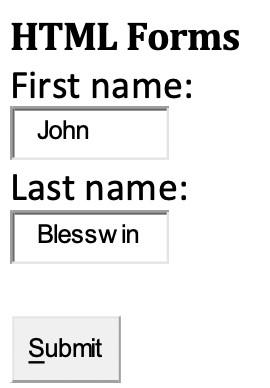 HTML Forms
First name:
John
Last name:
Blesswin
Submit